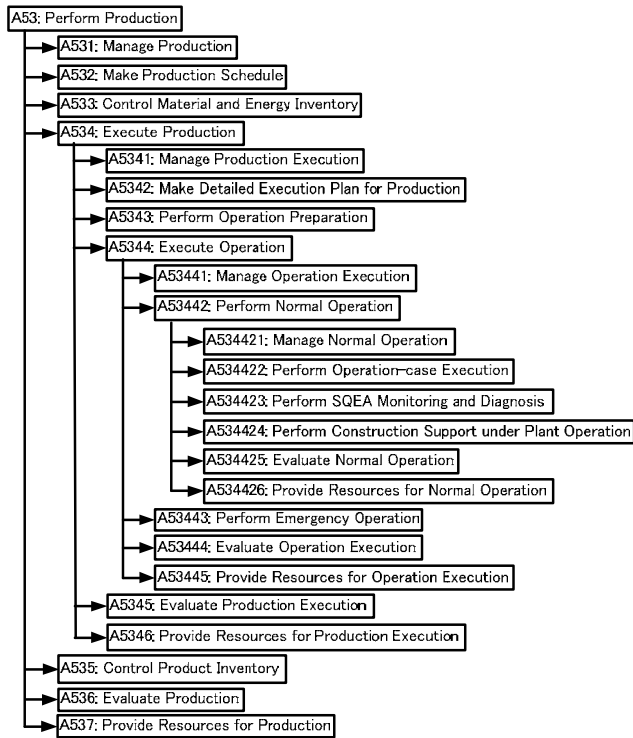 A53: Perform Production
A531: Manage Production
A532: Make Production Schedule
A533: Control Material and Energy Inventory
A534: Execute Production
A5341: Manage Production Execution
A5342: Make Detailed Execution Plan for Production
A5343: Perform Operation Preparation
A5344: Execute Operation
A53441: Manage Operation Execution
A53442: Perform Normal Operation
A534421: Manage Normal Operation
A534422: Perform Operation-case Execution
A534423: Perform SQEA Monitoring and Diagnosis
A534424: Perform Construction Support under Plant Operation
A534425: Evaluate Normal Operation
A534426: Provide Resources for Normal Operation
A53443: Perform Emergency Operation
A53444: Evaluate Operation Execution
A53445: Provide Resources for Operation Execution
A5345: Evaluate Production Execution
A5346: Provide Resources for Production Execution
A535: Control Product Inventory
A536: Evaluate Production
A537: Provide Resources for Production